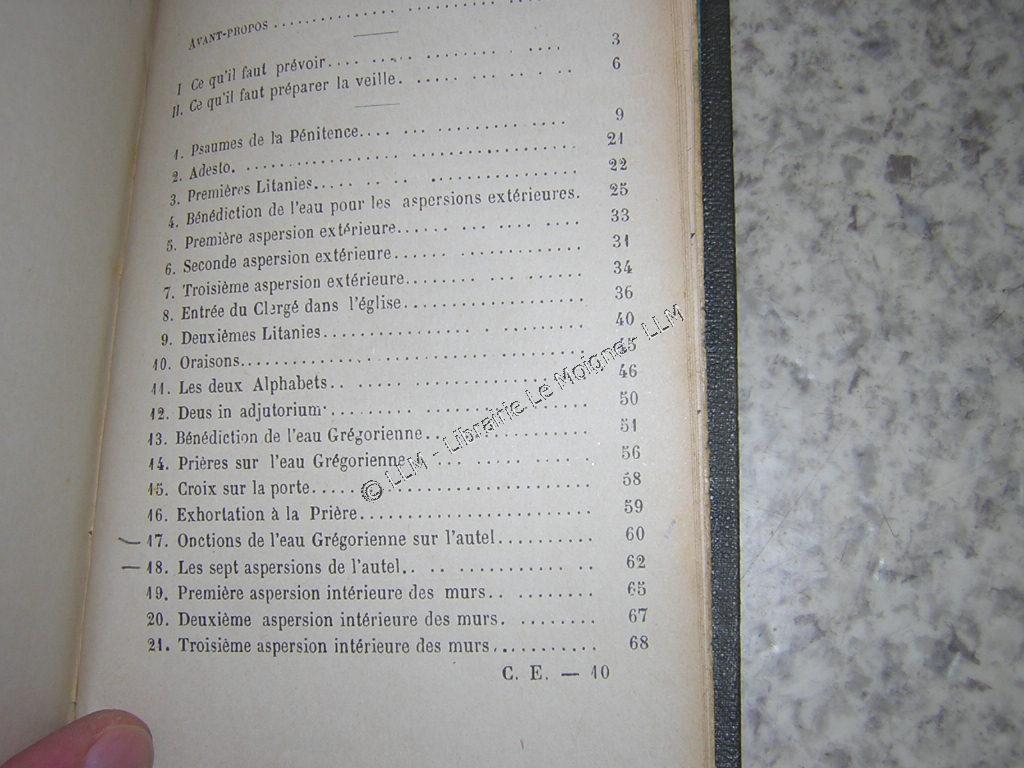 AVANT-PROPOS
I Ce qu'il faut prévoir.... 3
II. Ce qu'il faut préparer la veille. 6
1. Psaumes de la Pénitence.... 9
2. Adesto. 21
3. Premières Litanies.... 22
4. Bénédiction de l'eau pour les aspersions extérieures. 25
5. Première aspersion extérieure... 33
6. Seconde aspersion extérieure... 31
7. Troisième aspersion extérieure... 34
8. Entrée du Clergé dans l'église... 36
9. Deuxièmes Litanies... 40
10. Oraisons... 45
11. Les deux Alphabets.. 46
12. Deus in adjutorium. 50
13. Bénédiction de l'eau Grégorienne.. 51
14. Prières sur l'eau Grégorienne 56
15. Croix sur la porte... 58
16. Exhortation à la Prière... 59
17. Onctions de l'eau Grégorienne sur l'autel... 60
18. Les sept aspersions de l'autel.. 62
19. Première aspersion intérieure des murs.. 65
20. Deuxième aspersion intérieure des murs. 67
21. Troisième aspersion intérieure des murs... 68
C. E. — 10
© LLM - Librairie Le Moigne - LLM